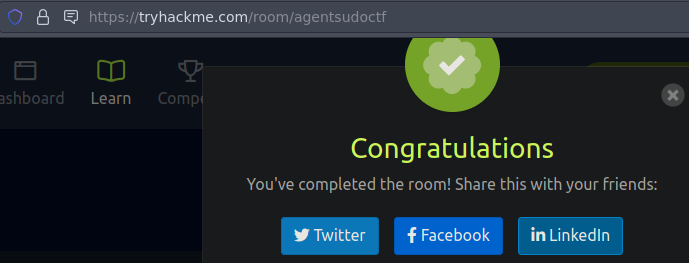 https://tryhackme.com/room/agentsudoctf
ashboard Learn Compe
Congratulations
You've completed the room! Share this with your friends:
Twitter Facebook LinkedIn